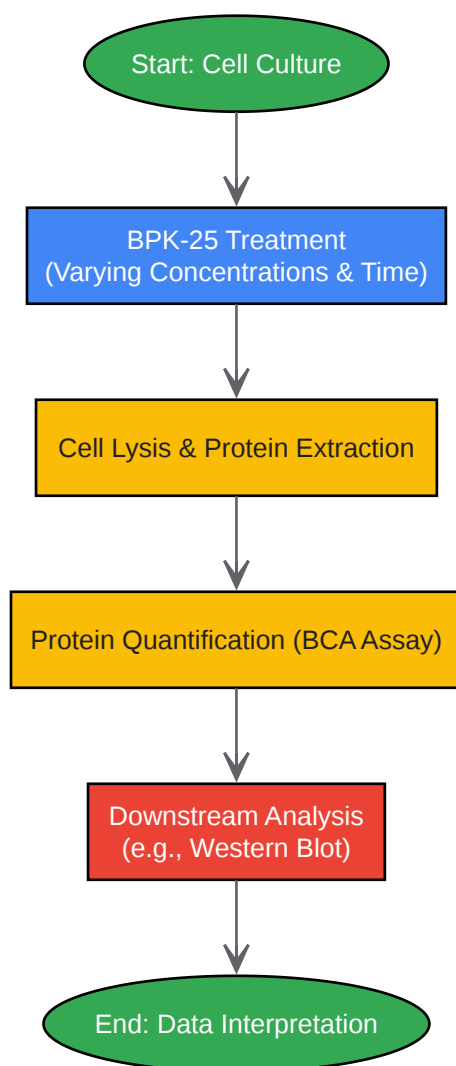 Start: Cell Culture
BPK-25 Treatment
(Varying Concentrations & Time)
Cell Lysis & Protein Extraction
Protein Quantification (BCA Assay)
Downstream Analysis
(e.g., Western Blot)
End: Data Interpretation